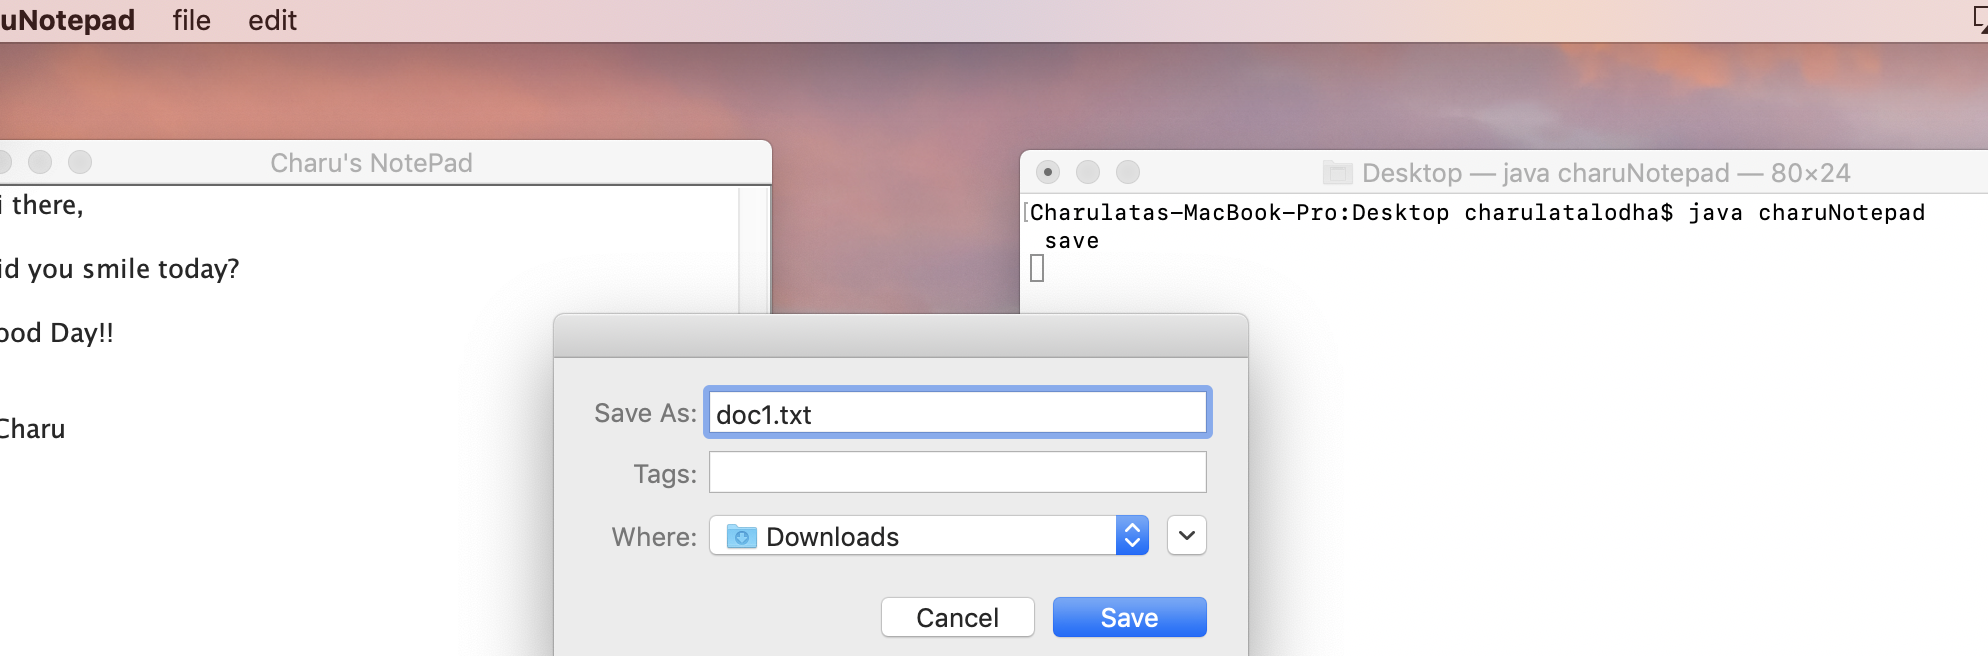 uNotepad file edit
Charu's NotePad
i there,
id you smile today?
ood Day!!
Charu
Desktop — java charuNotepad — 80×24
[Charulatas-MacBook-Pro:Desktop charulatalodha$ java charuNotepad
save
Save As: doc1.txt
Tags:
Where: Downloads
Cancel Save